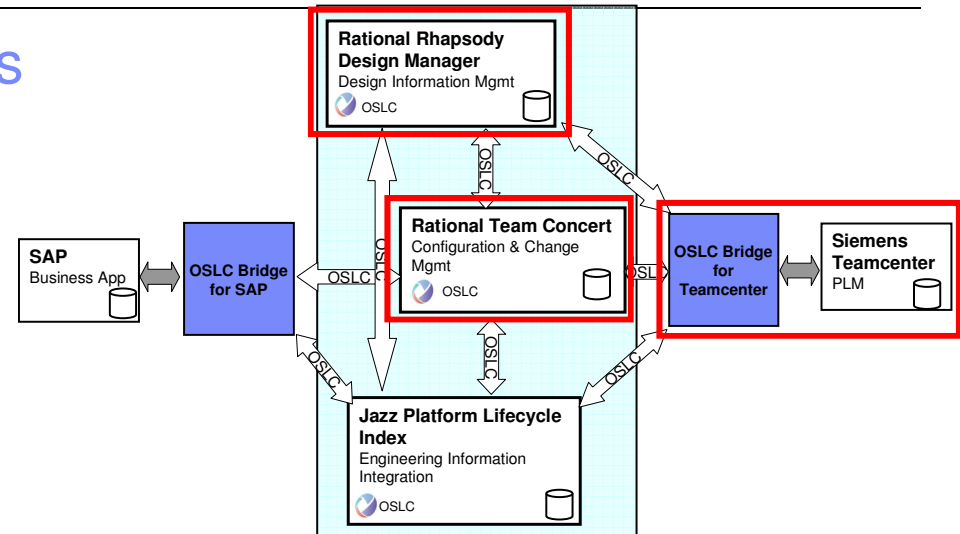 s
Rational Rhapsody
Design Manager
Design Information Mgmt
OSLC
OSLC
OSLC
Rational Team Concert
Configuration & Change
Mgmt
OSLC
SAP
Business App
OSLC Bridge
for SAP
OSLC
OSLC
OSLC
OSLC Bridge
for
Teamcenter
Siemens
Teamcenter
PLM
OSLC
OSLC
OSLC
Jazz Platform Lifecycle
Index
Engineering Information
Integration
OSLC